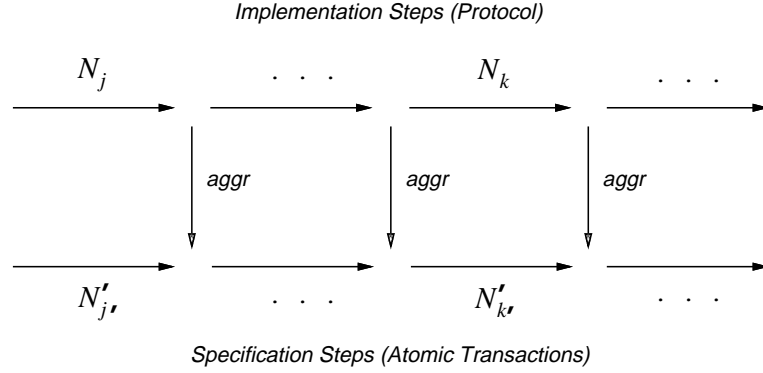 Implementation Steps (Protocol)
N_j . . . N_k . . .
aggr aggr aggr
N'_j' . . . N'_k' . . .
Specification Steps (Atomic Transactions)